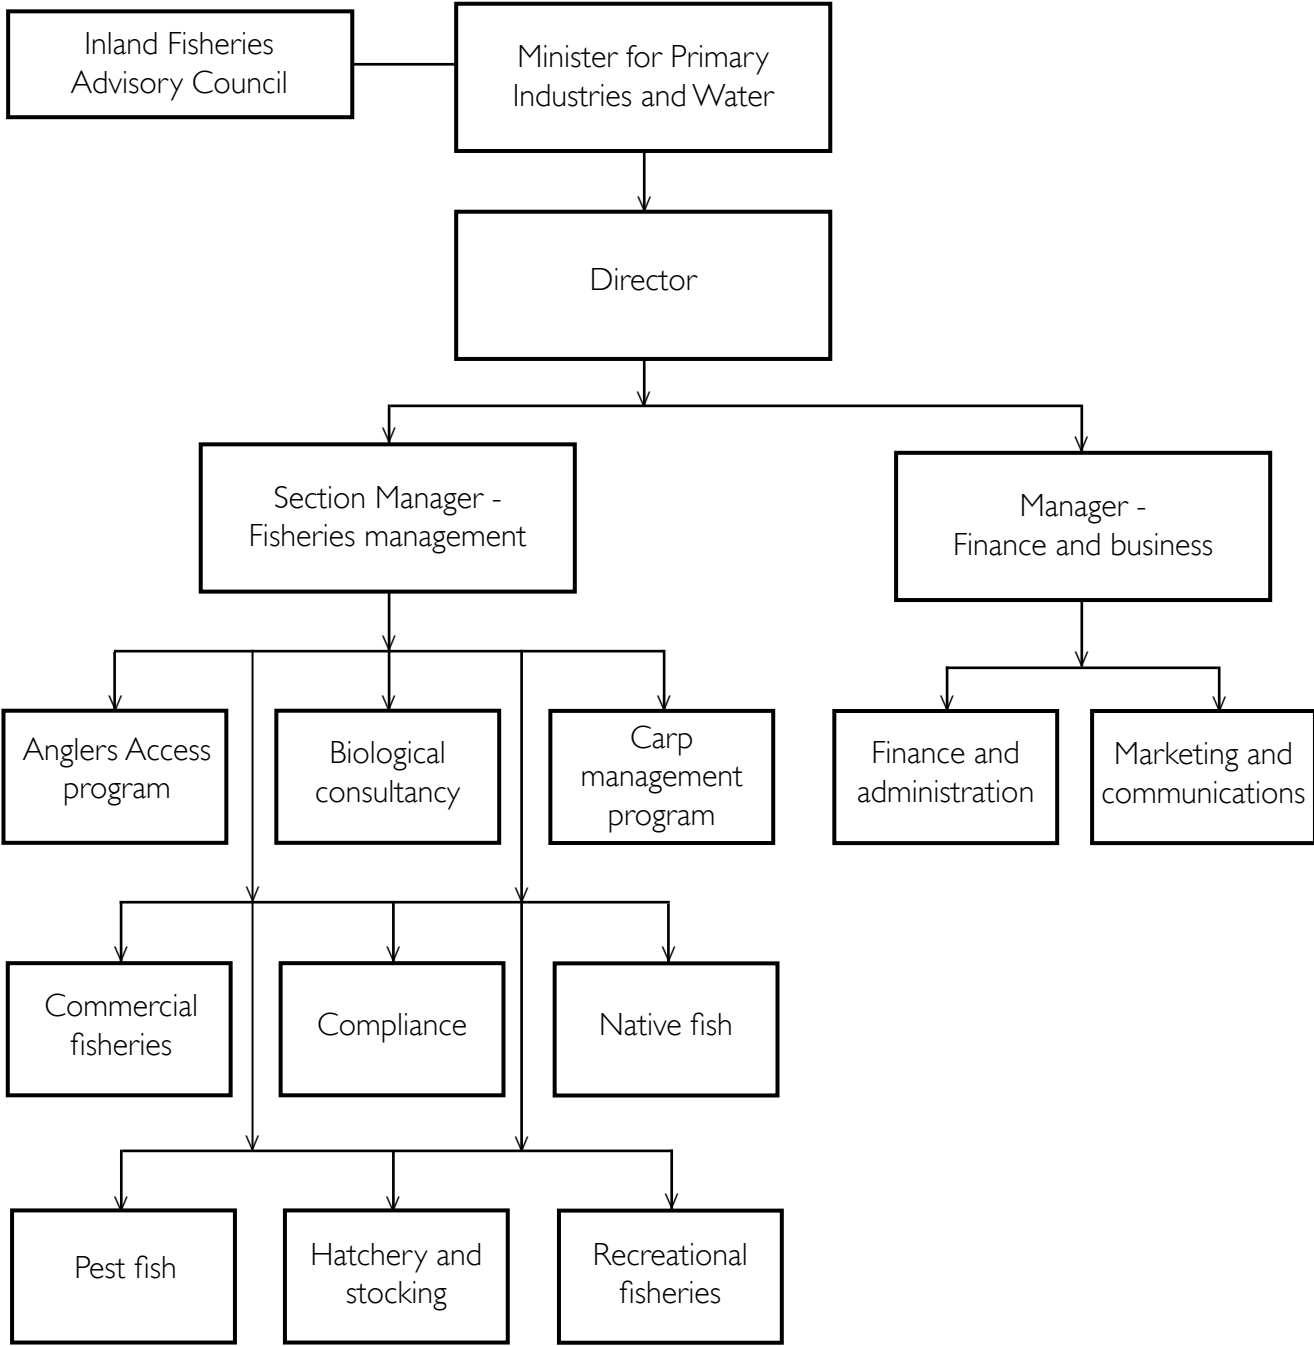 Inland Fisheries
Advisory Council
Minister for Primary
Industries and Water
Director
Section Manager -
Fisheries management
Manager -
Finance and business
Anglers Access
program
Biological
consultancy
Carp
management
program
Finance and
administration
Marketing and
communications
Commercial
fisheries
Compliance
Native fish
Pest fish
Hatchery and
stocking
Recreational
fisheries